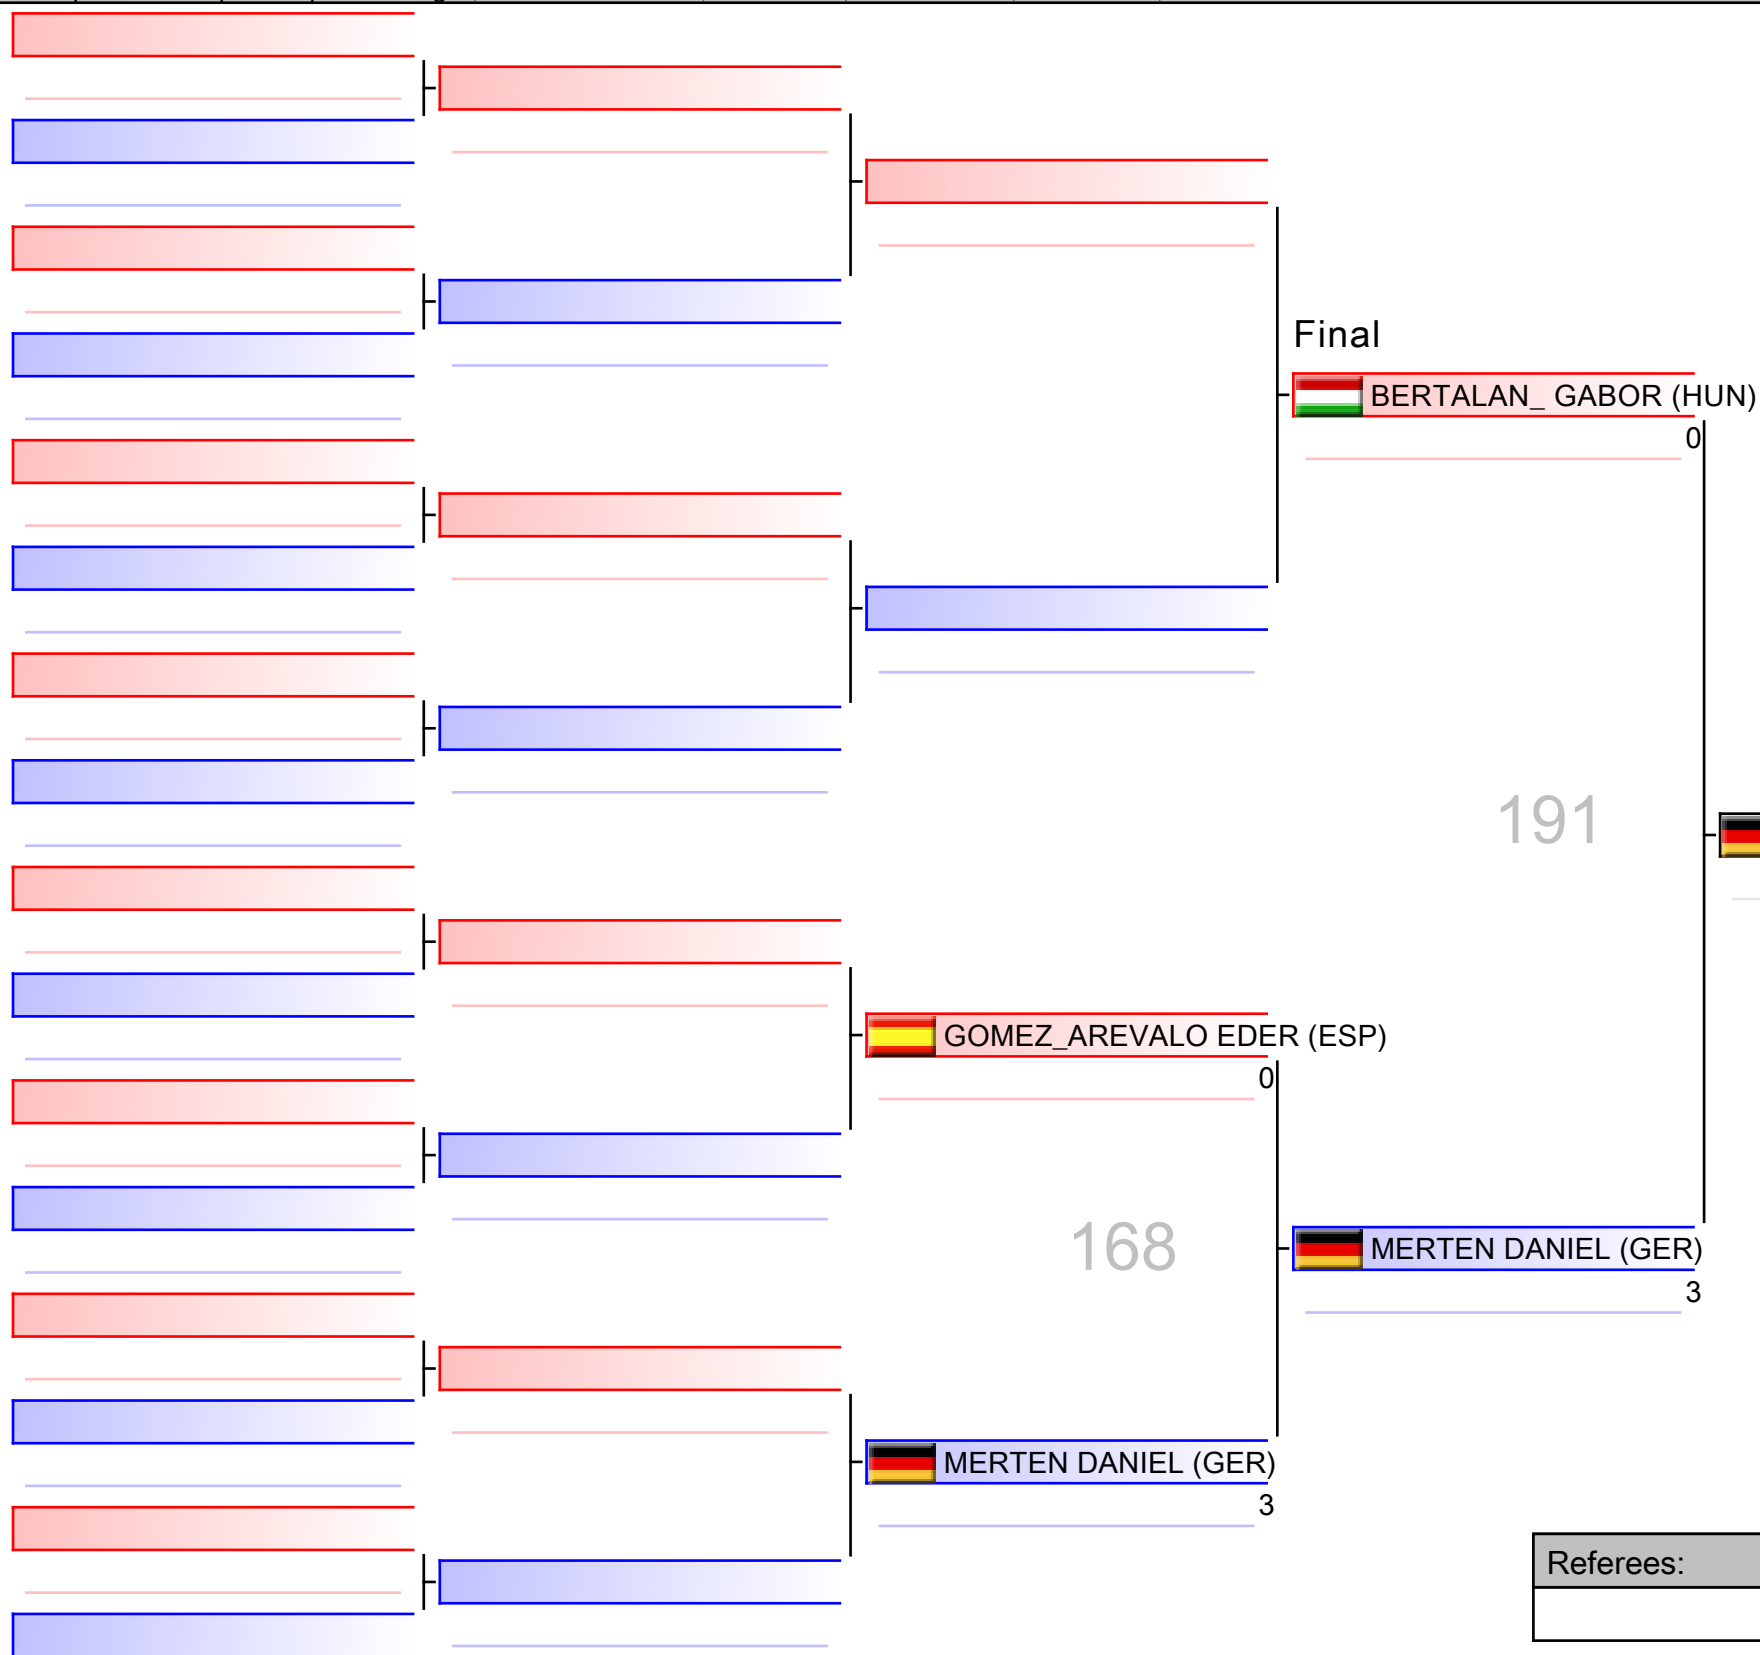 Final
BERTALAN_ GABOR (HUN)
0
191
GOMEZ_AREVALO EDER (ESP)
0
168
MERTEN DANIEL (GER)
3
MERTEN DANIEL (GER)
3
Referees: